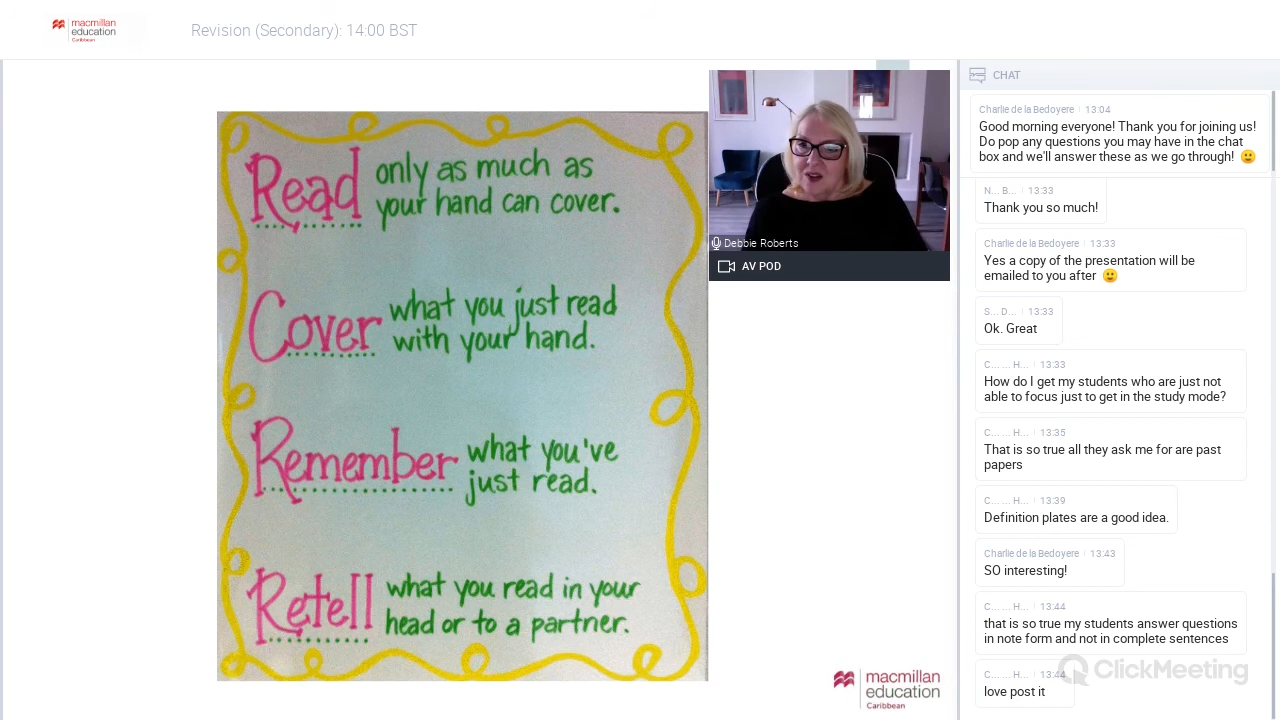 macmillan
education
Caribbean
Revision (Secondary): 14:00 BST
Read only as much as
your hand can cover.
Cover what you just read
with your hand.
Remember what you've
just read.
Retell what you read in your
head or to a partner.
Debbie Roberts
AV POD
macmillan
education
Caribbean
CHAT
Charlie de la Bedoyere 13:04
Good morning everyone! Thank you for joining us!
Do pop any questions you may have in the chat
box and we'll answer these as we go through! 🙂
N... B... 13:33
Thank you so much!
Charlie de la Bedoyere 13:33
Yes a copy of the presentation will be
emailed to you after 🙂
S... D... 13:33
Ok. Great
C... ... H... 13:33
How do I get my students who are just not
able to focus just to get in the study mode?
C... ... H... 13:35
That is so true all they ask me for are past
papers
C... ... H... 13:39
Definition plates are a good idea.
Charlie de la Bedoyere 13:43
SO interesting!
C... ... H... 13:44
that is so true my students answer questions
in note form and not in complete sentences
C... ... H... 13:44
love post it
ClickMeeting